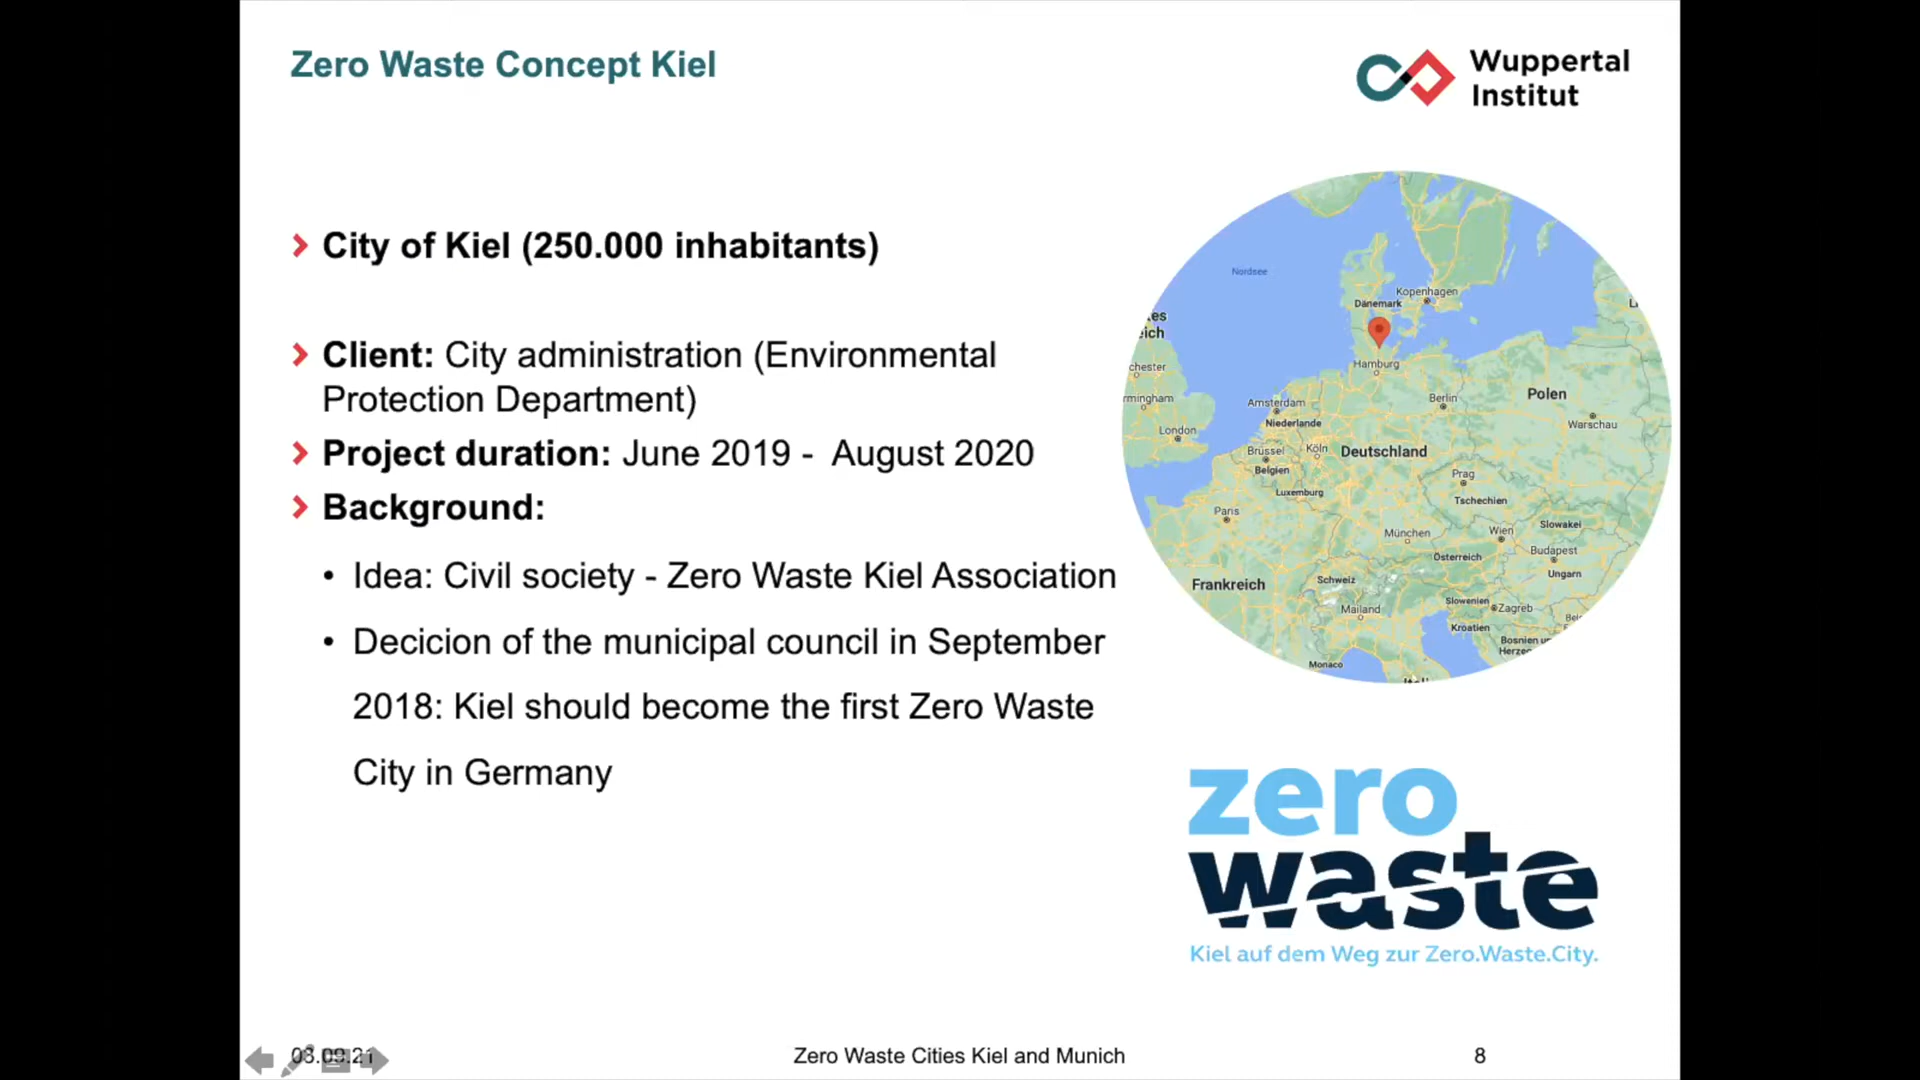 Zero Waste Concept Kiel
Wuppertal
Institut
City of Kiel (250.000 inhabitants)
Client: City administration (Environmental
Protection Department)
Project duration: June 2019 - August 2020
Background:
• Idea: Civil society - Zero Waste Kiel Association
• Decicion of the municipal council in September
2018: Kiel should become the first Zero Waste
City in Germany
Nordsee
Kopenhagen
Dänemark
Hamburg
Berlin
Polen
Warschau
London
Amsterdam
Niederlande
Brüssel
Belgien
Köln
Deutschland
Luxemburg
Prag
Tschechien
Paris
München
Wien
Slowakei
Österreich
Budapest
Ungarn
Frankreich
Schweiz
Mailand
Slowenien
Zagreb
Kroatien
Bosnien
Monaco
zero
waste
Kiel auf dem Weg zur Zero.Waste.City.
03.09.21
Zero Waste Cities Kiel and Munich
8